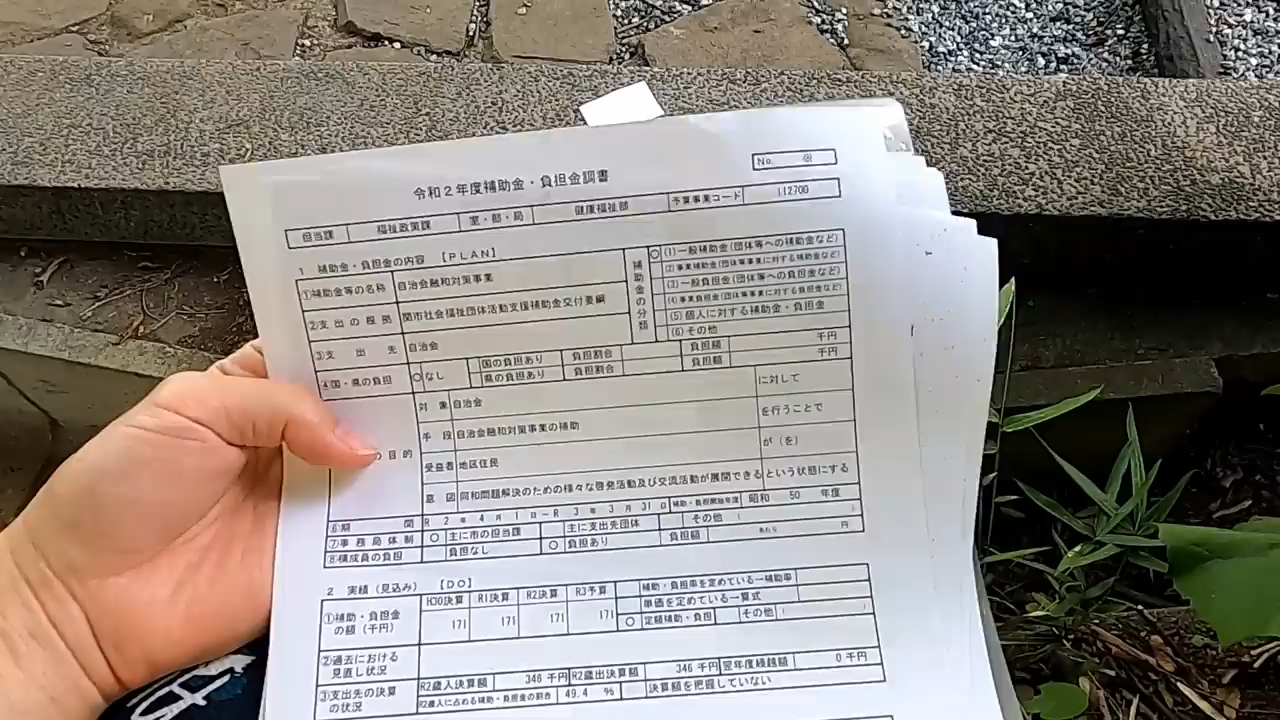 No. ㊙
令和２年度補助金・負担金調書
担当課 福祉政策課 室・部・局 健康福祉部 予算事業コード 112700
1 補助金・負担金の内容 【PLAN】
①補助金等の名称 自治会融和対策事業
②支出の根拠 関市社会福祉団体活動支援補助金交付要綱
③支出先 自治会
補助金の分類
○ (1)一般補助金(団体等への補助金など)
(2)事業補助金(団体等事業に対する補助金など)
(3)一般負担金(団体等への負担金など)
(4)事業負担金(団体等事業に対する負担金など)
(5)個人に対する補助金・負担金
(6)その他
④国・県の負担 ○なし 国の負担あり 負担割合 負担額 千円
県の負担あり 負担割合 負担額 千円
の目的
対象 自治会 に対して
手段 自治会融和対策事業の補助 を行うことで
受益者 地区住民 が（を）
意図 同和問題解決のための様々な啓発活動及び交流活動が展開できる という状態にする
⑥期間 R 2年 4月 1日～R 3年 3月 31日 補助・負担開始年度 昭和 50 年度
⑦事務局体制 ○ 主に市の担当課 主に支出先団体 その他（
⑧構成員の負担 負担なし ○ 負担あり 負担額 あたり 円
2 実績（見込み） 【DO】
①補助・負担金の額（千円） H30決算 R1決算 R2決算 R3予算
171 171 171 171
補助・負担率を定めている→補助率
単価を定めている→算式
○ 定額補助・負担 その他（
②過去における見直し状況
③支出先の決算の状況 R2歳入決算額 346 千円 R2歳出決算額 346 千円 翌年度繰越額 0 千円
R2歳入に占める補助・負担金の割合 49.4 % 決算額を把握していない